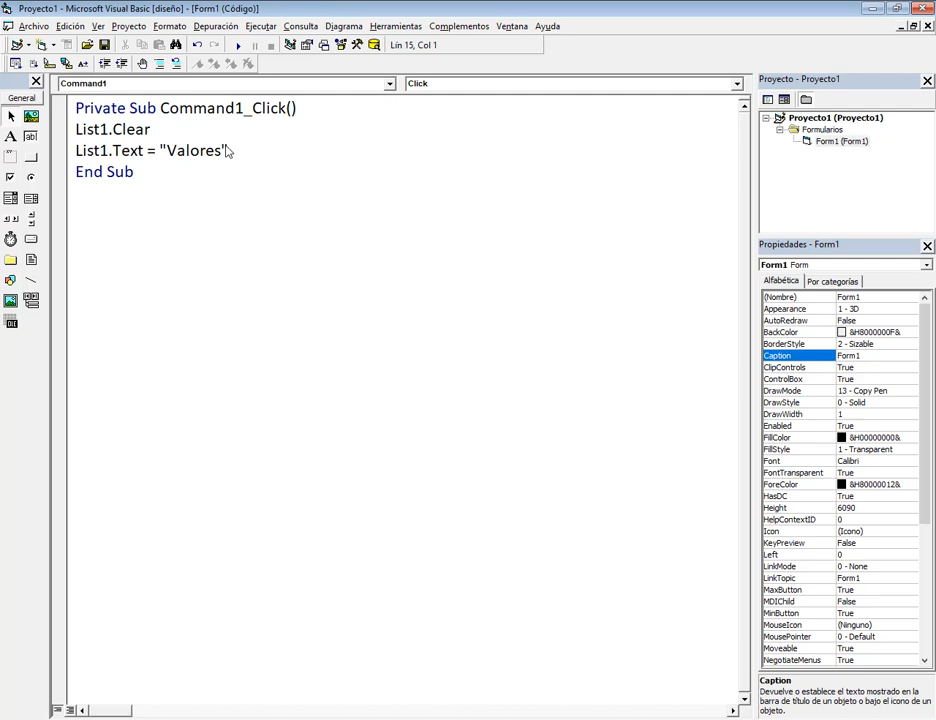 Proyecto1 - Microsoft Visual Basic [diseño] - [Form1 (Código)]
Archivo Edición Ver Proyecto Formato Depuración Ejecutar Consulta Diagrama Herramientas Complementos Ventana Ayuda
Lín 15, Col 1
General
Command1
Click
Private Sub Command1_Click()
List1.Clear
List1.Text = "Valores"
End Sub
Proyecto - Proyecto1
Proyecto1 (Proyecto1)
Formularios
Form1 (Form1)
Propiedades - Form1
Form1 Form
Alfabética Por categorías
(Nombre) Form1
Appearance 1 - 3D
AutoRedraw False
BackColor &H8000000F&
BorderStyle 2 - Sizable
Caption Form1
ClipControls True
ControlBox True
DrawMode 13 - Copy Pen
DrawStyle 0 - Solid
DrawWidth 1
Enabled True
FillColor &H00000000&
FillStyle 1 - Transparent
Font Calibri
FontTransparent True
ForeColor &H80000012&
HasDC True
Height 6090
HelpContextID 0
Icon (Icono)
KeyPreview False
Left 0
LinkMode 0 - None
LinkTopic Form1
MaxButton True
MDIChild False
MinButton True
MouseIcon (Ninguno)
MousePointer 0 - Default
Moveable True
NegotiateMenus True
Caption
Devuelve o establece el texto mostrado en la
barra de título de un objeto o bajo el icono de un
objeto.